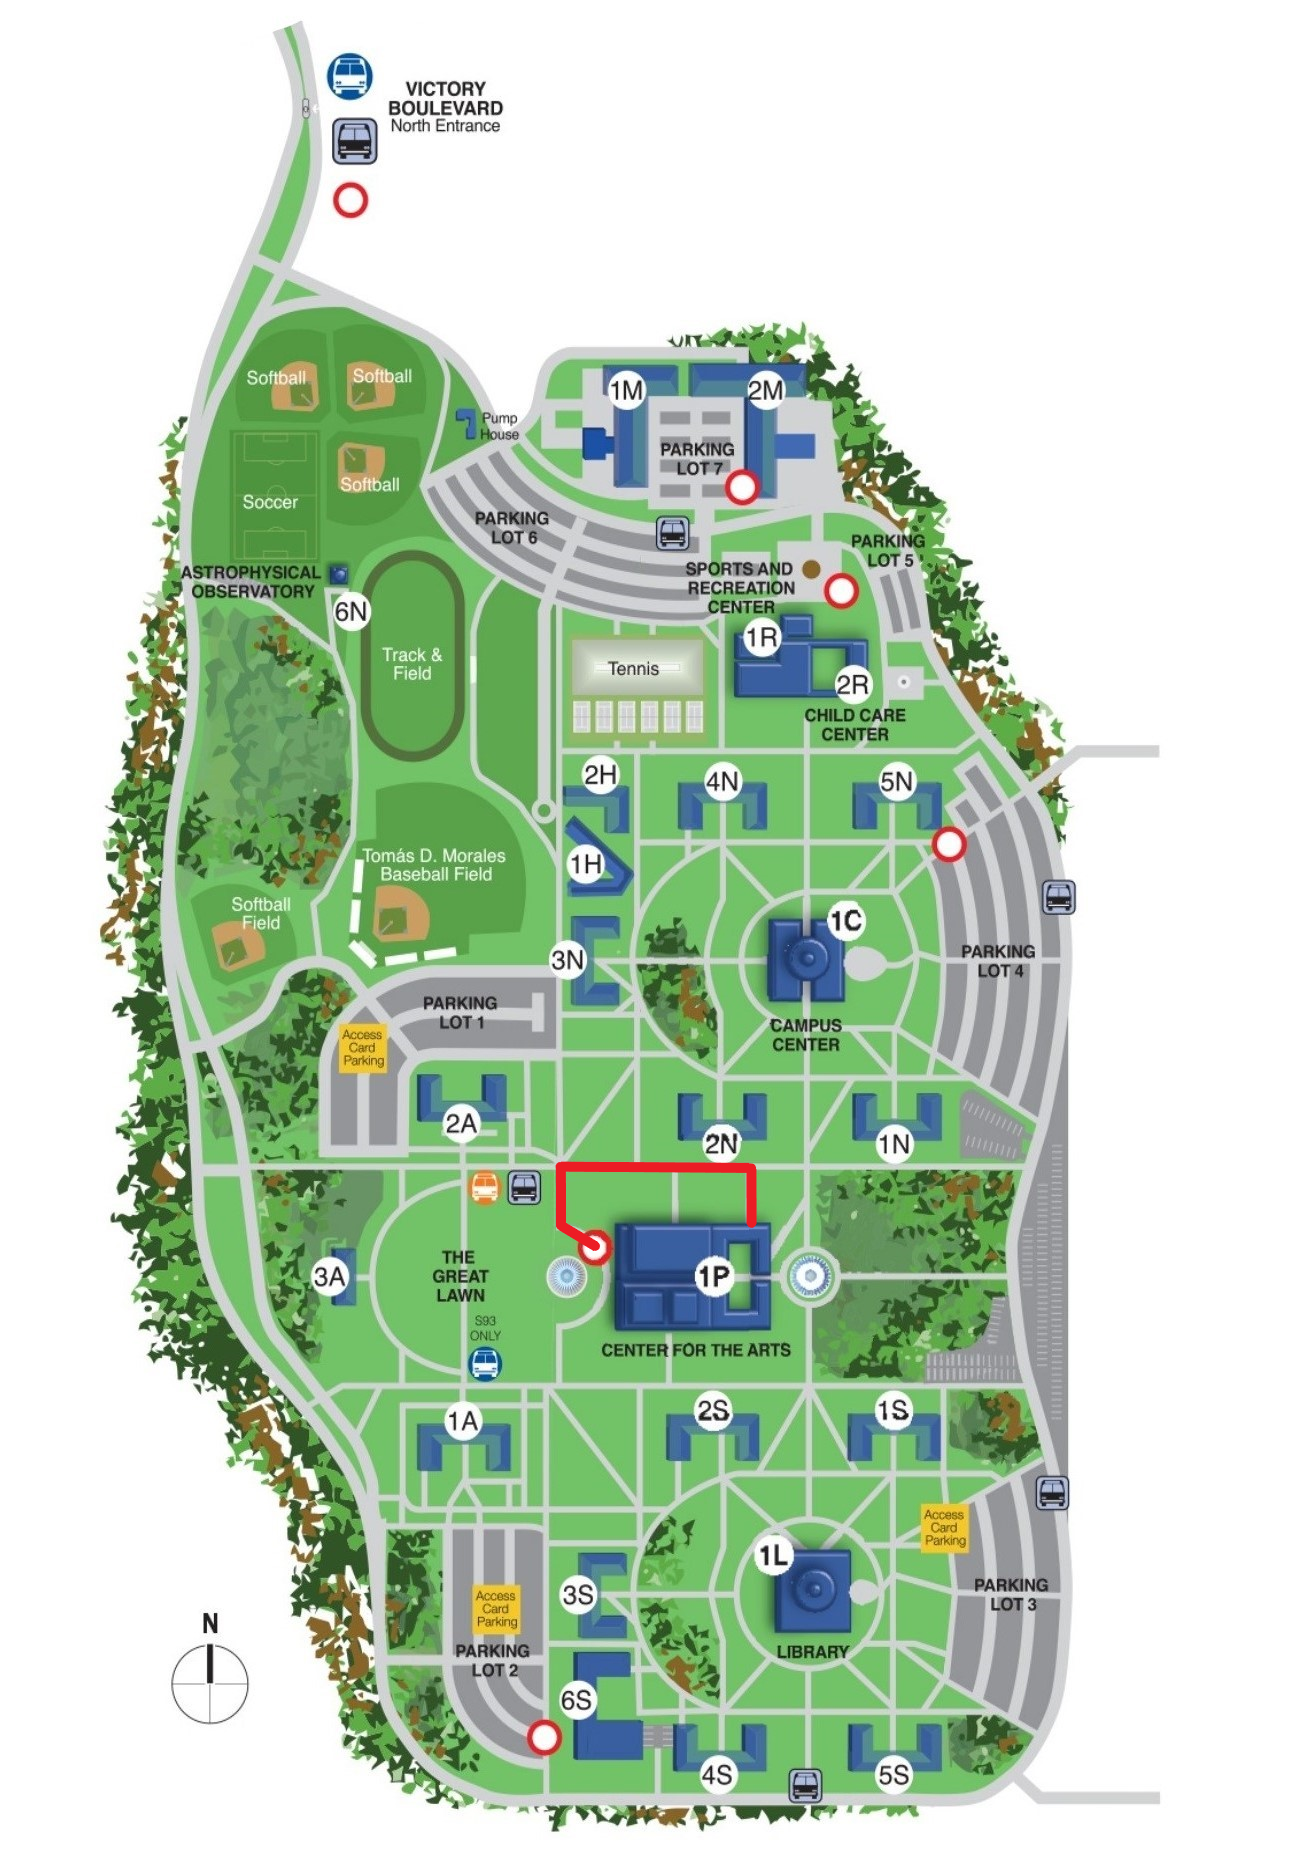 VICTORY
BOULEVARD
North Entrance
1M
2M
Softball
Softball
Pump
House
PARKING
LOT 7
Softball
Soccer
PARKING
LOT 6
PARKING
LOT 5
ASTROPHYSICAL
OBSERVATORY
6N
SPORTS AND
RECREATION
CENTER
1R
2R
Track &
Field
Tennis
CHILD CARE
CENTER
2H
4N
5N
1H
Tomás D. Morales
Baseball Field
Softball
Field
1C
3N
PARKING
LOT 4
PARKING
LOT 1
CAMPUS
CENTER
Access
Card
Parking
2A
2N
1N
3A
THE
GREAT
LAWN
1P
S93
ONLY
CENTER FOR THE ARTS
1A
2S
1S
Access
Card
Parking
1L
3S
PARKING
LOT 3
Access
Card
Parking
N
PARKING
LOT 2
LIBRARY
6S
4S
5S